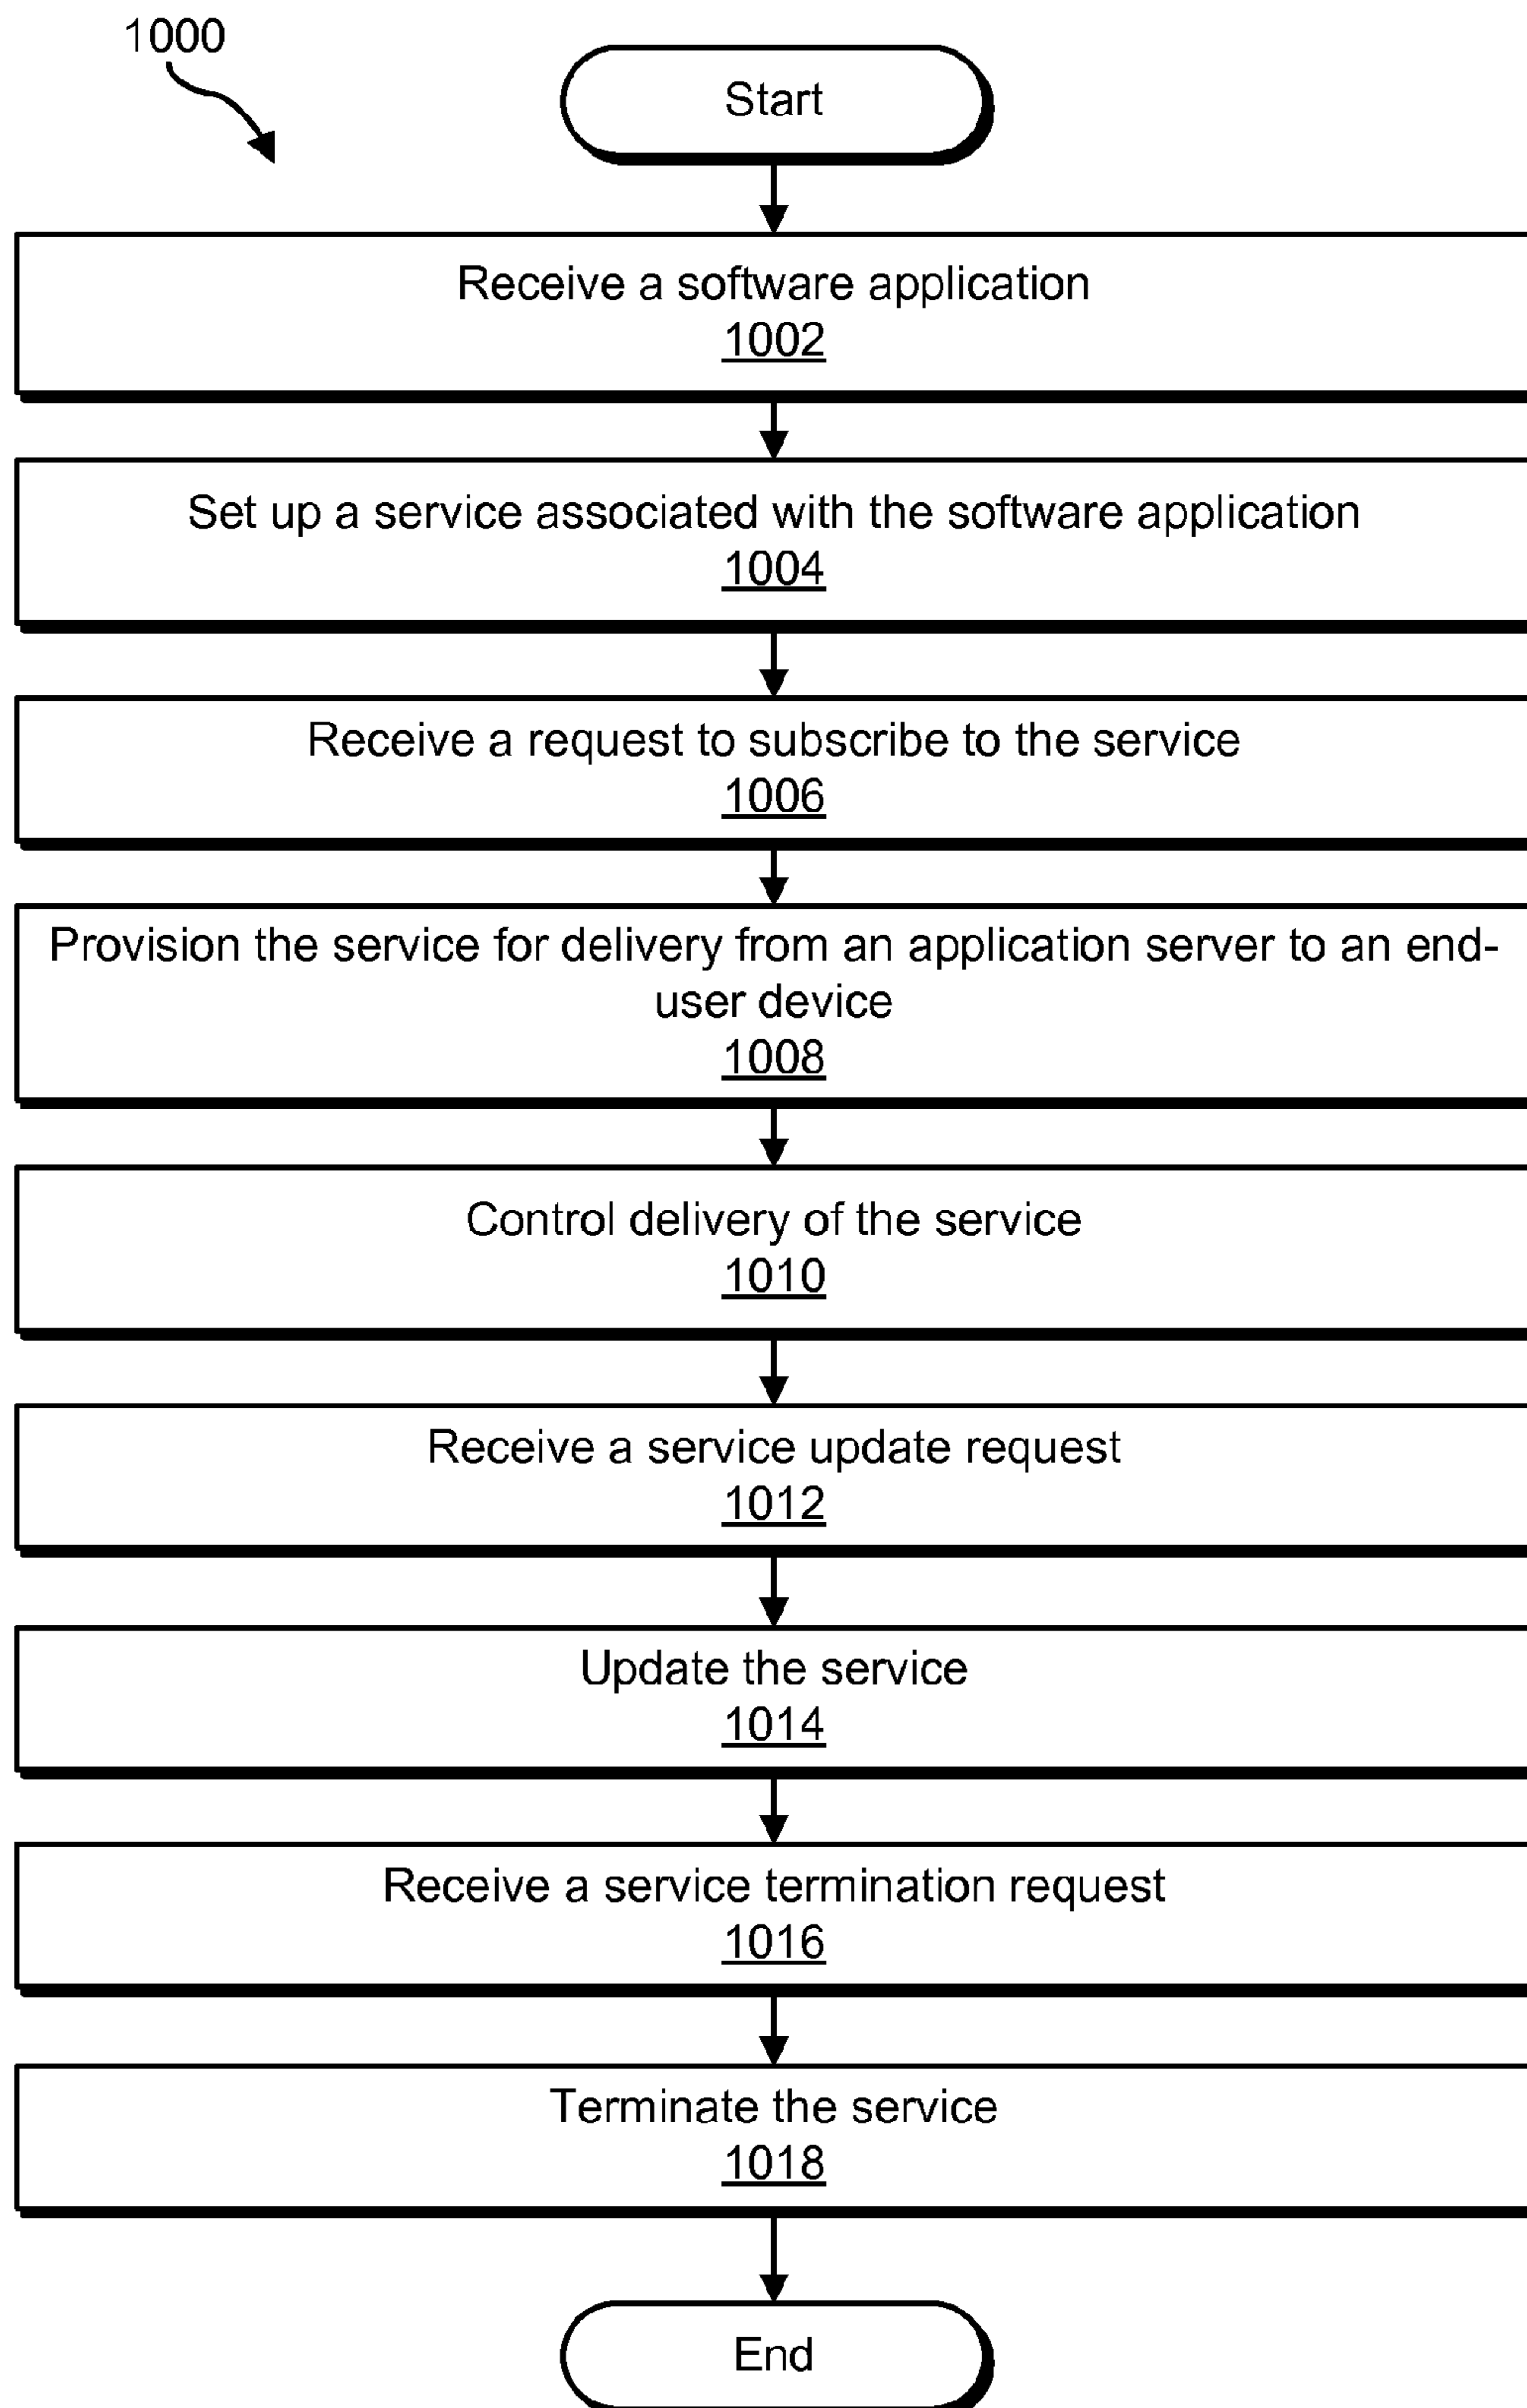 1000
Start
Receive a software application
1002
Set up a service associated with the software application
1004
Receive a request to subscribe to the service
1006
Provision the service for delivery from an application server to an end-
user device
1008
Control delivery of the service
1010
Receive a service update request
1012
Update the service
1014
Receive a service termination request
1016
Terminate the service
1018
End